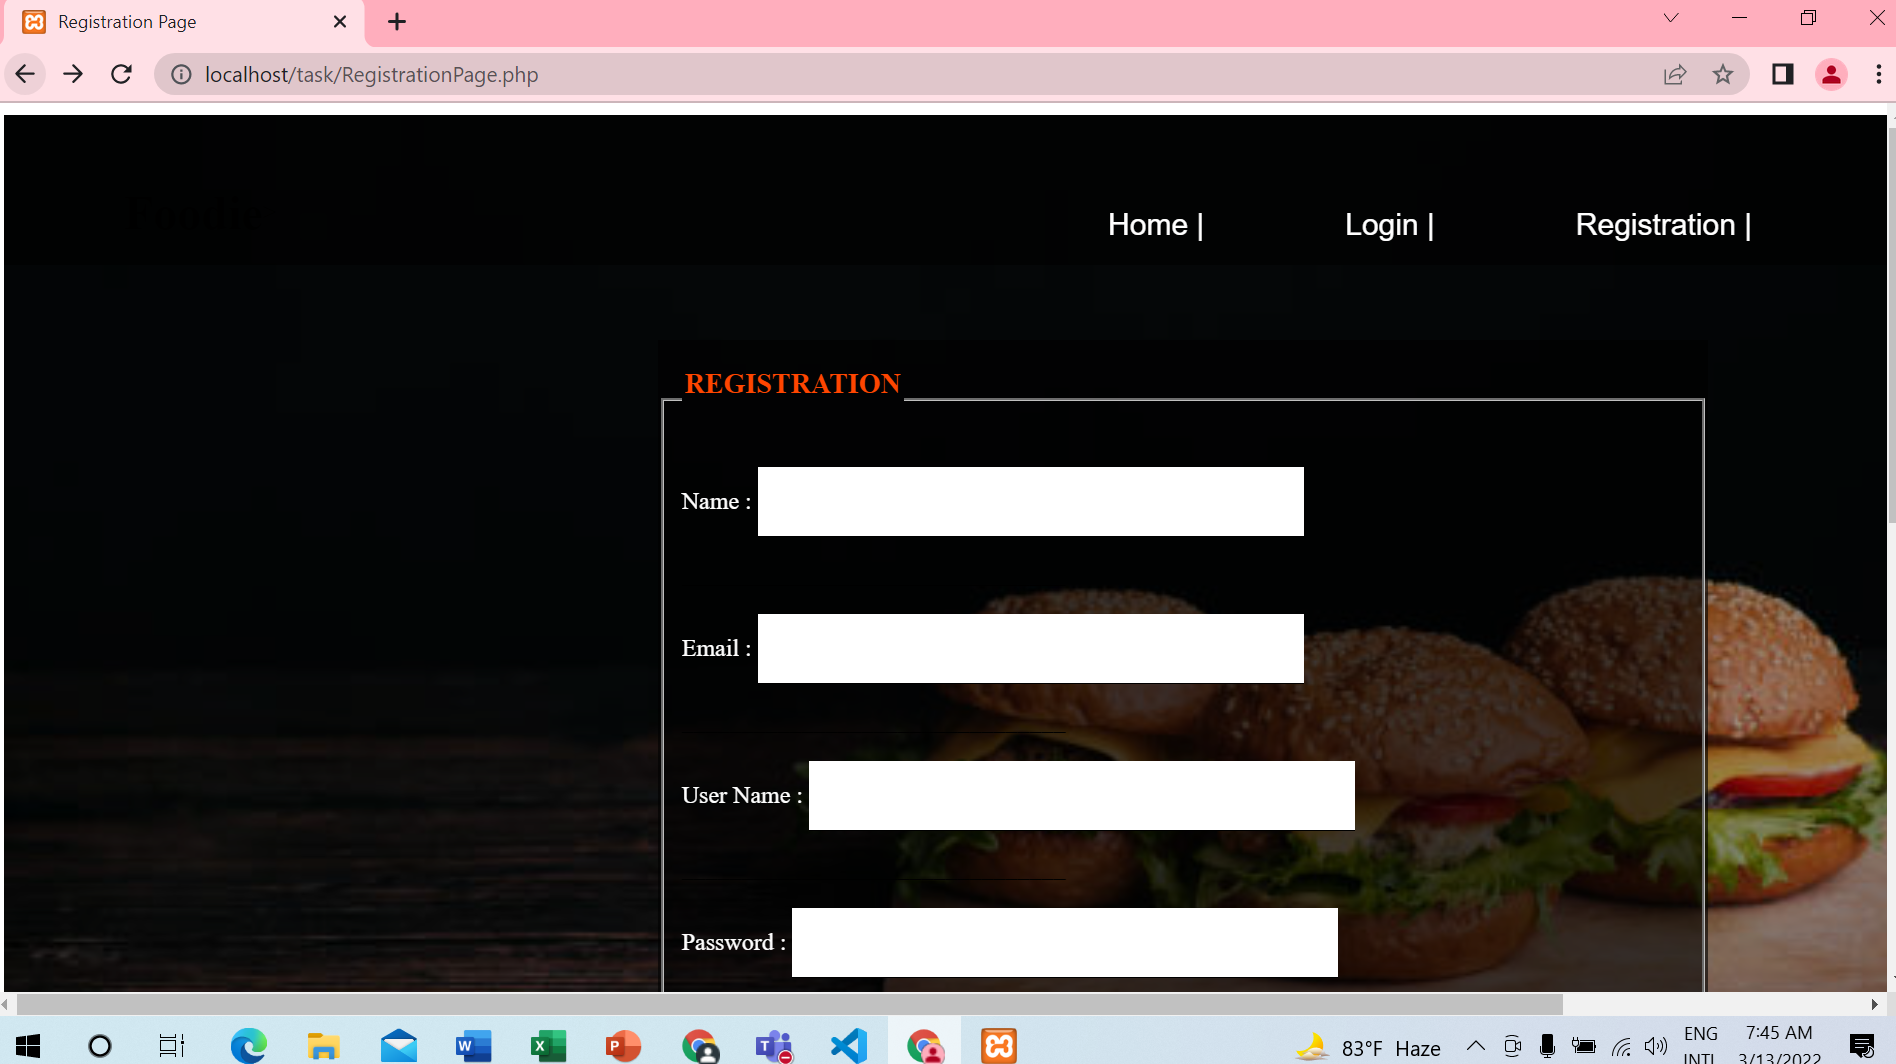 Registration Page
localhost/task/RegistrationPage.php
Foodie
Home |
Login |
Registration |
REGISTRATION
Name :
Email :
User Name :
Password :
83°F Haze
ENG
INTL
7:45 AM
3/13/2022